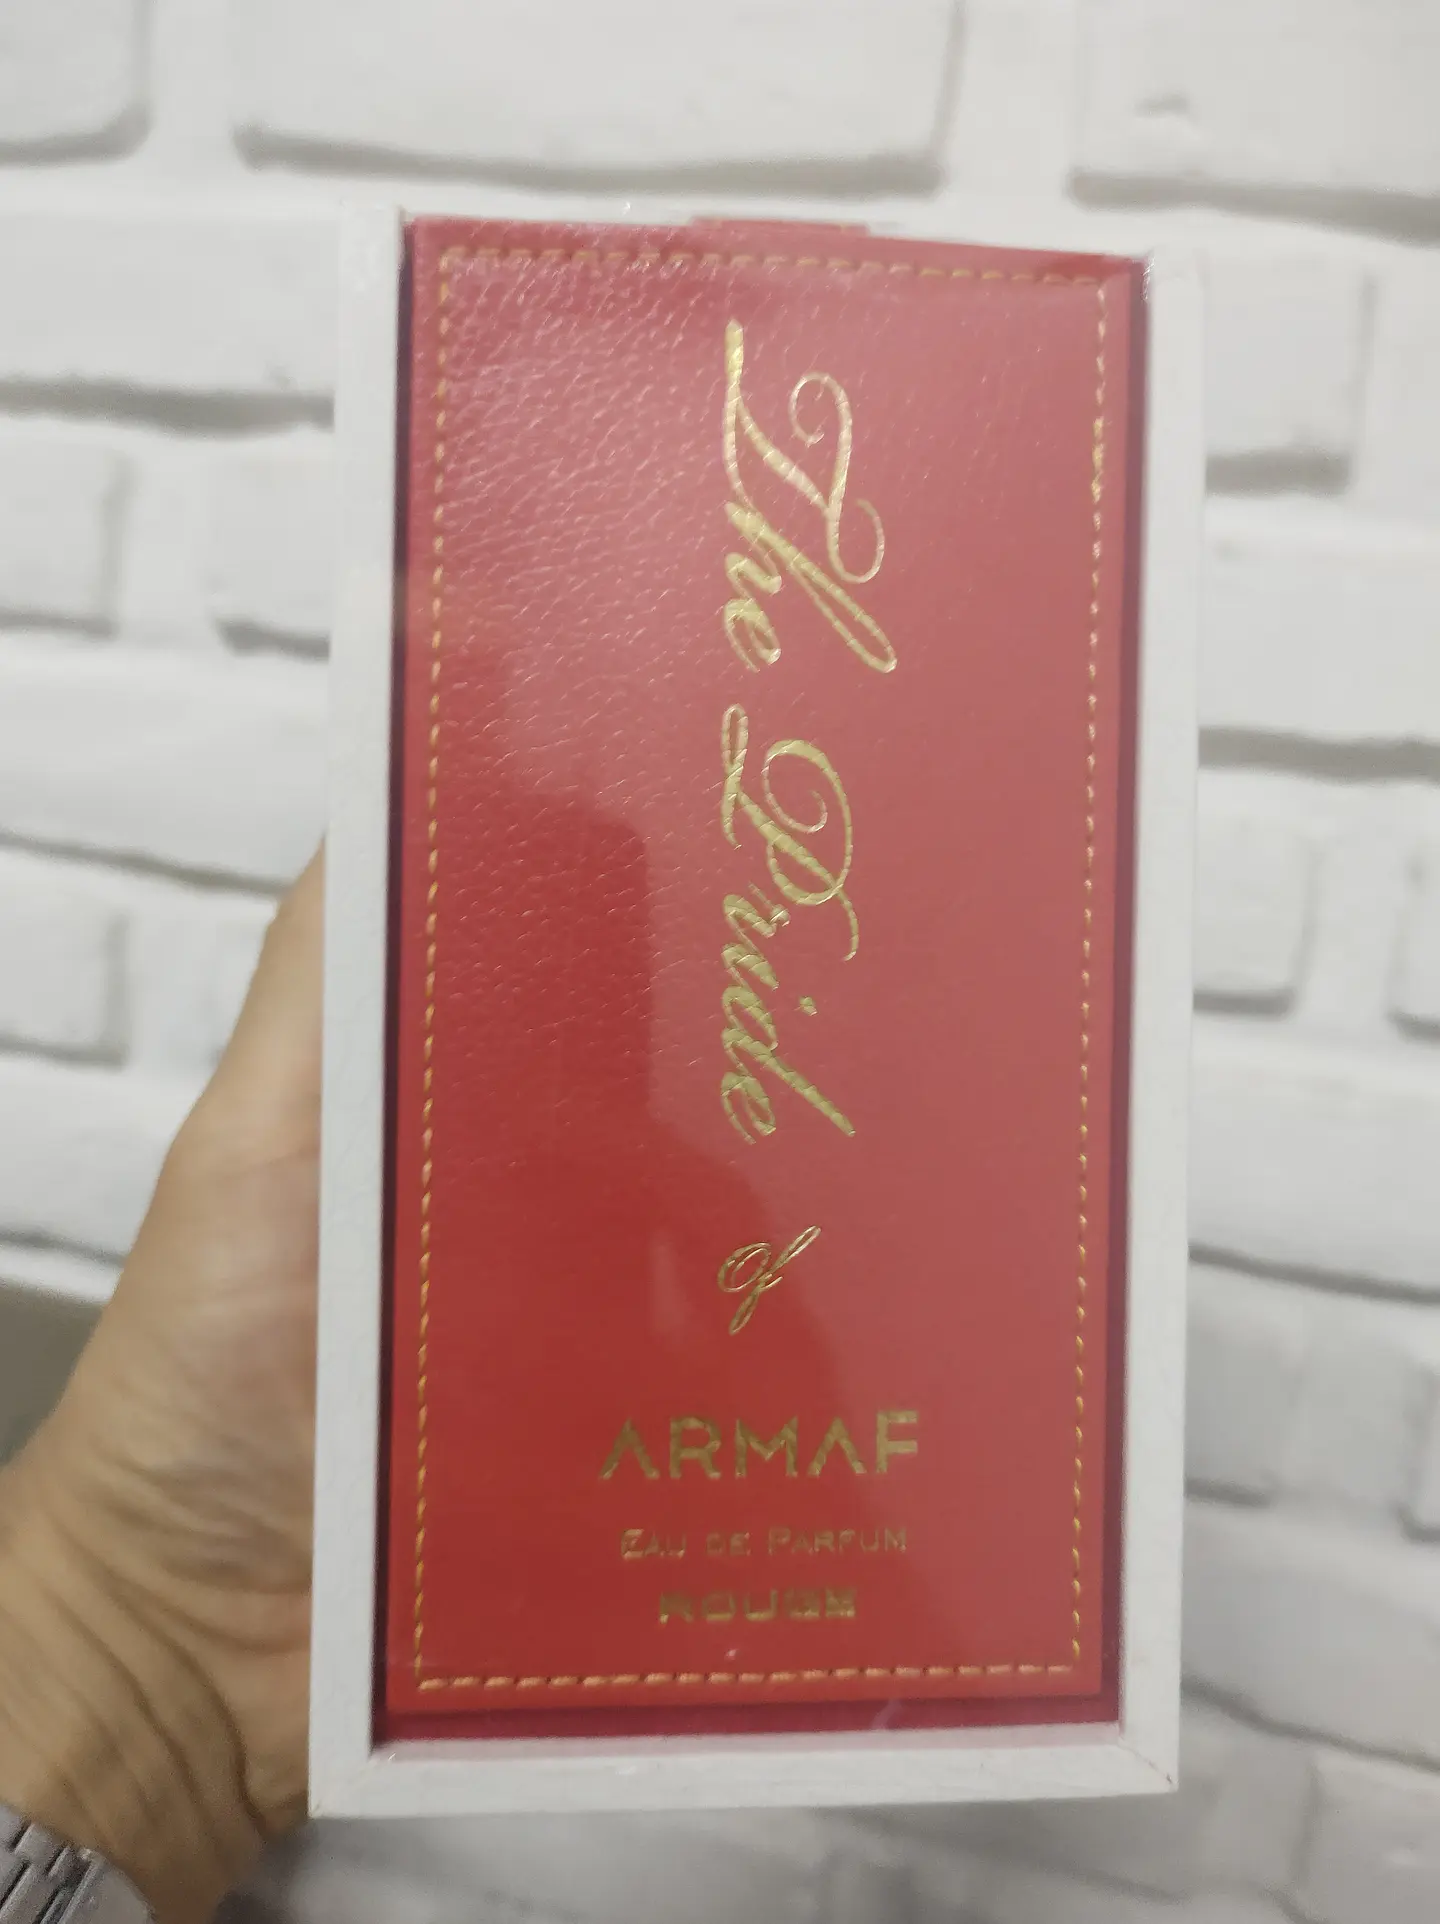 The Pride
of
ARMAF
EAU DE PARFUM
ROUGE